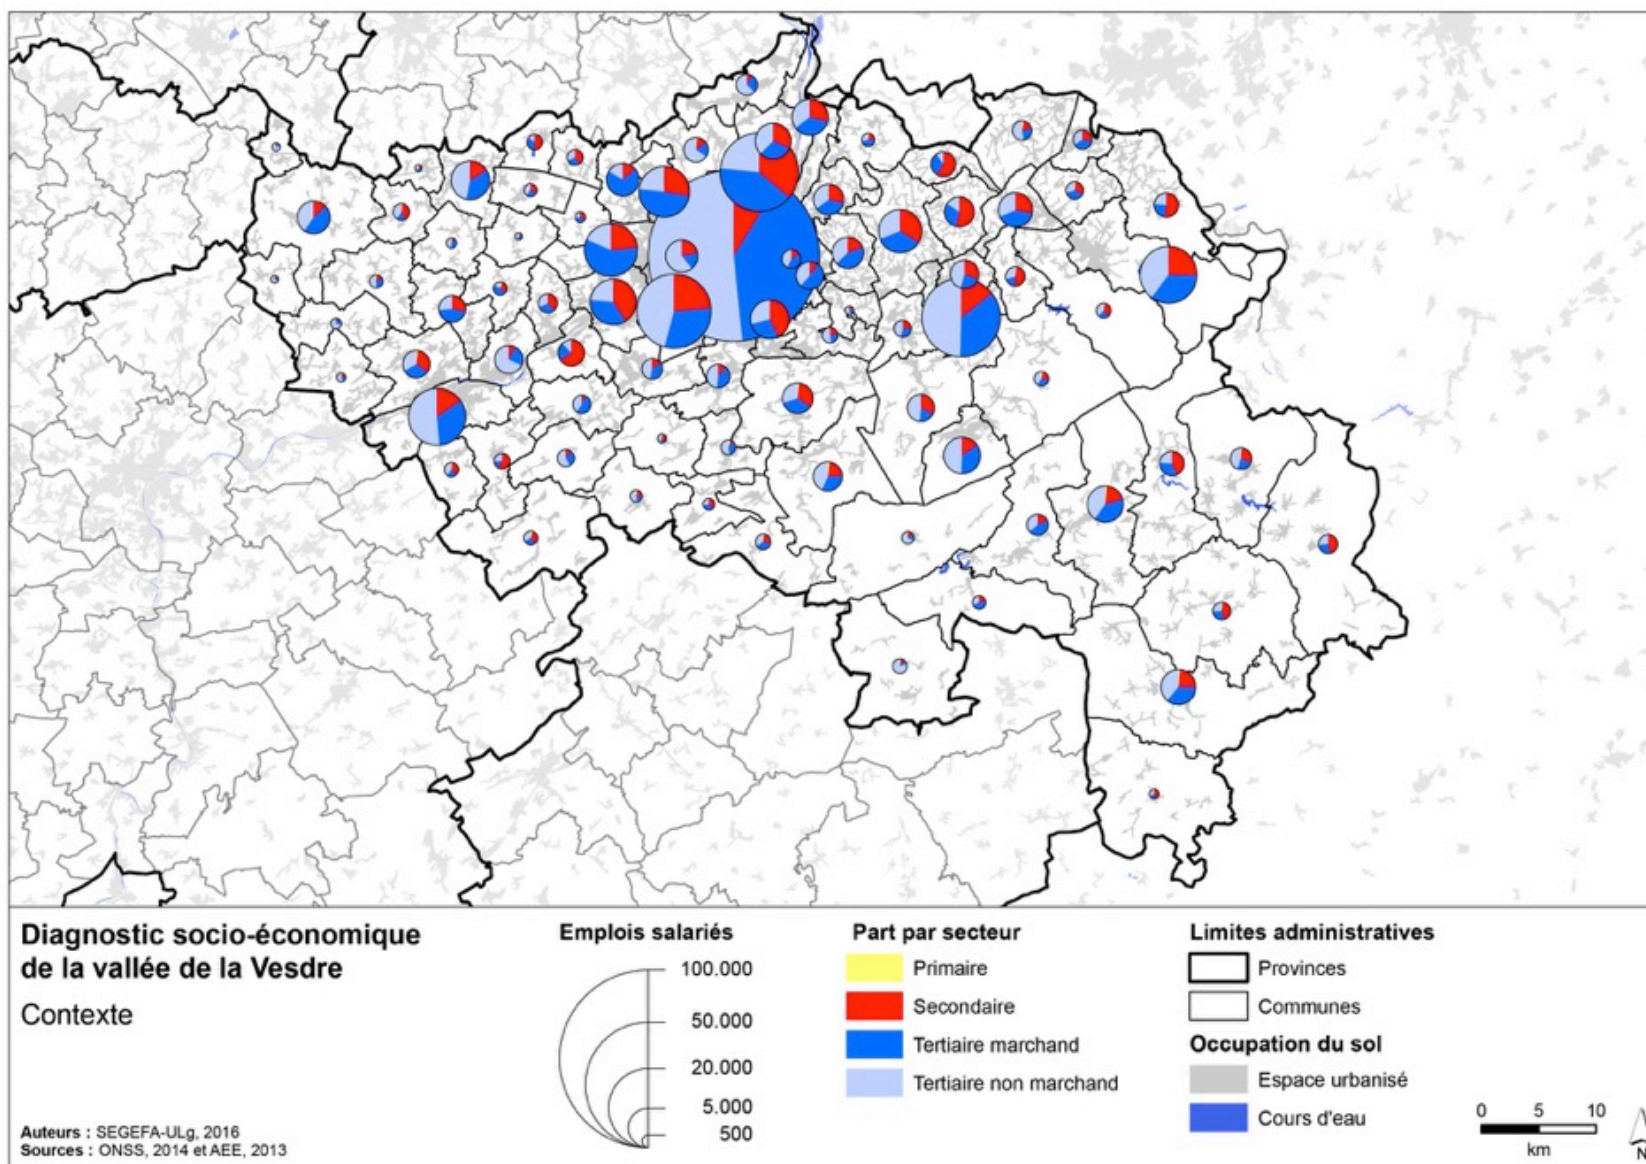 Diagnostic socio-économique
de la vallée de la Vesdre
Contexte
Auteurs : SEGEFA-ULg, 2016
Sources : ONSS, 2014 et AEE, 2013
Emplois salariés
100.000
50.000
20.000
5.000
500
Part par secteur
Primaire
Secondaire
Tertiaire marchand
Tertiaire non marchand
Limites administratives
Provinces
Communes
Occupation du sol
Espace urbanisé
Cours d'eau
0 5 10
km
N